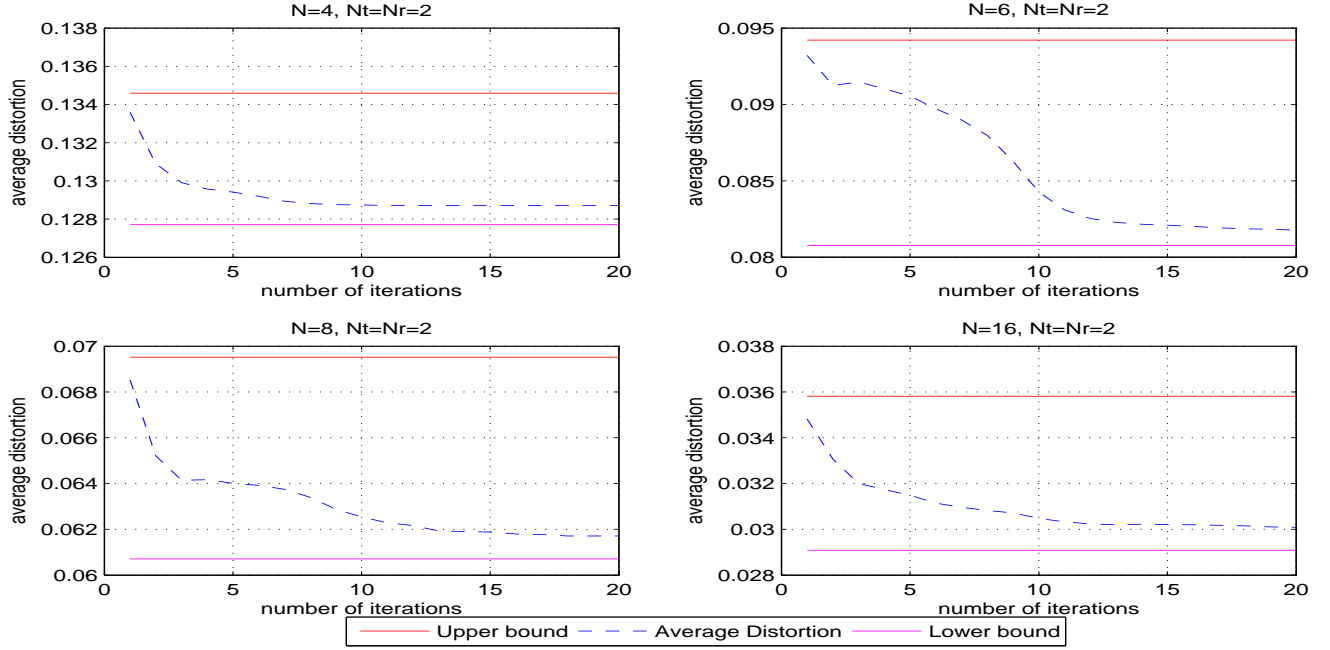 N=4, Nt=Nr=2
0.138
0.136
0.134
0.132
0.13
0.128
0.126
average distortion
0 5 10 15 20
number of iterations
N=6, Nt=Nr=2
0.095
0.09
0.085
0.08
average distortion
0 5 10 15 20
number of iterations
N=8, Nt=Nr=2
0.07
0.068
0.066
0.064
0.062
0.06
average distortion
0 5 10 15 20
number of iterations
N=16, Nt=Nr=2
0.038
0.036
0.034
0.032
0.03
0.028
average distortion
0 5 10 15 20
number of iterations
Upper bound Average Distortion Lower bound